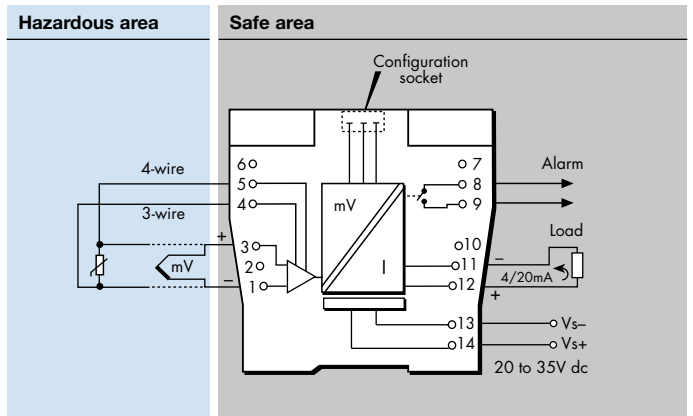 Hazardous area
Safe area
Configuration
socket
4-wire
3-wire
6
5
4
+
3
2
1
–
mV
mV
I
7
8
9
10
11
12
13
14
Alarm
Load
–
4/20mA
+
Vs–
Vs+
20 to 35V dc